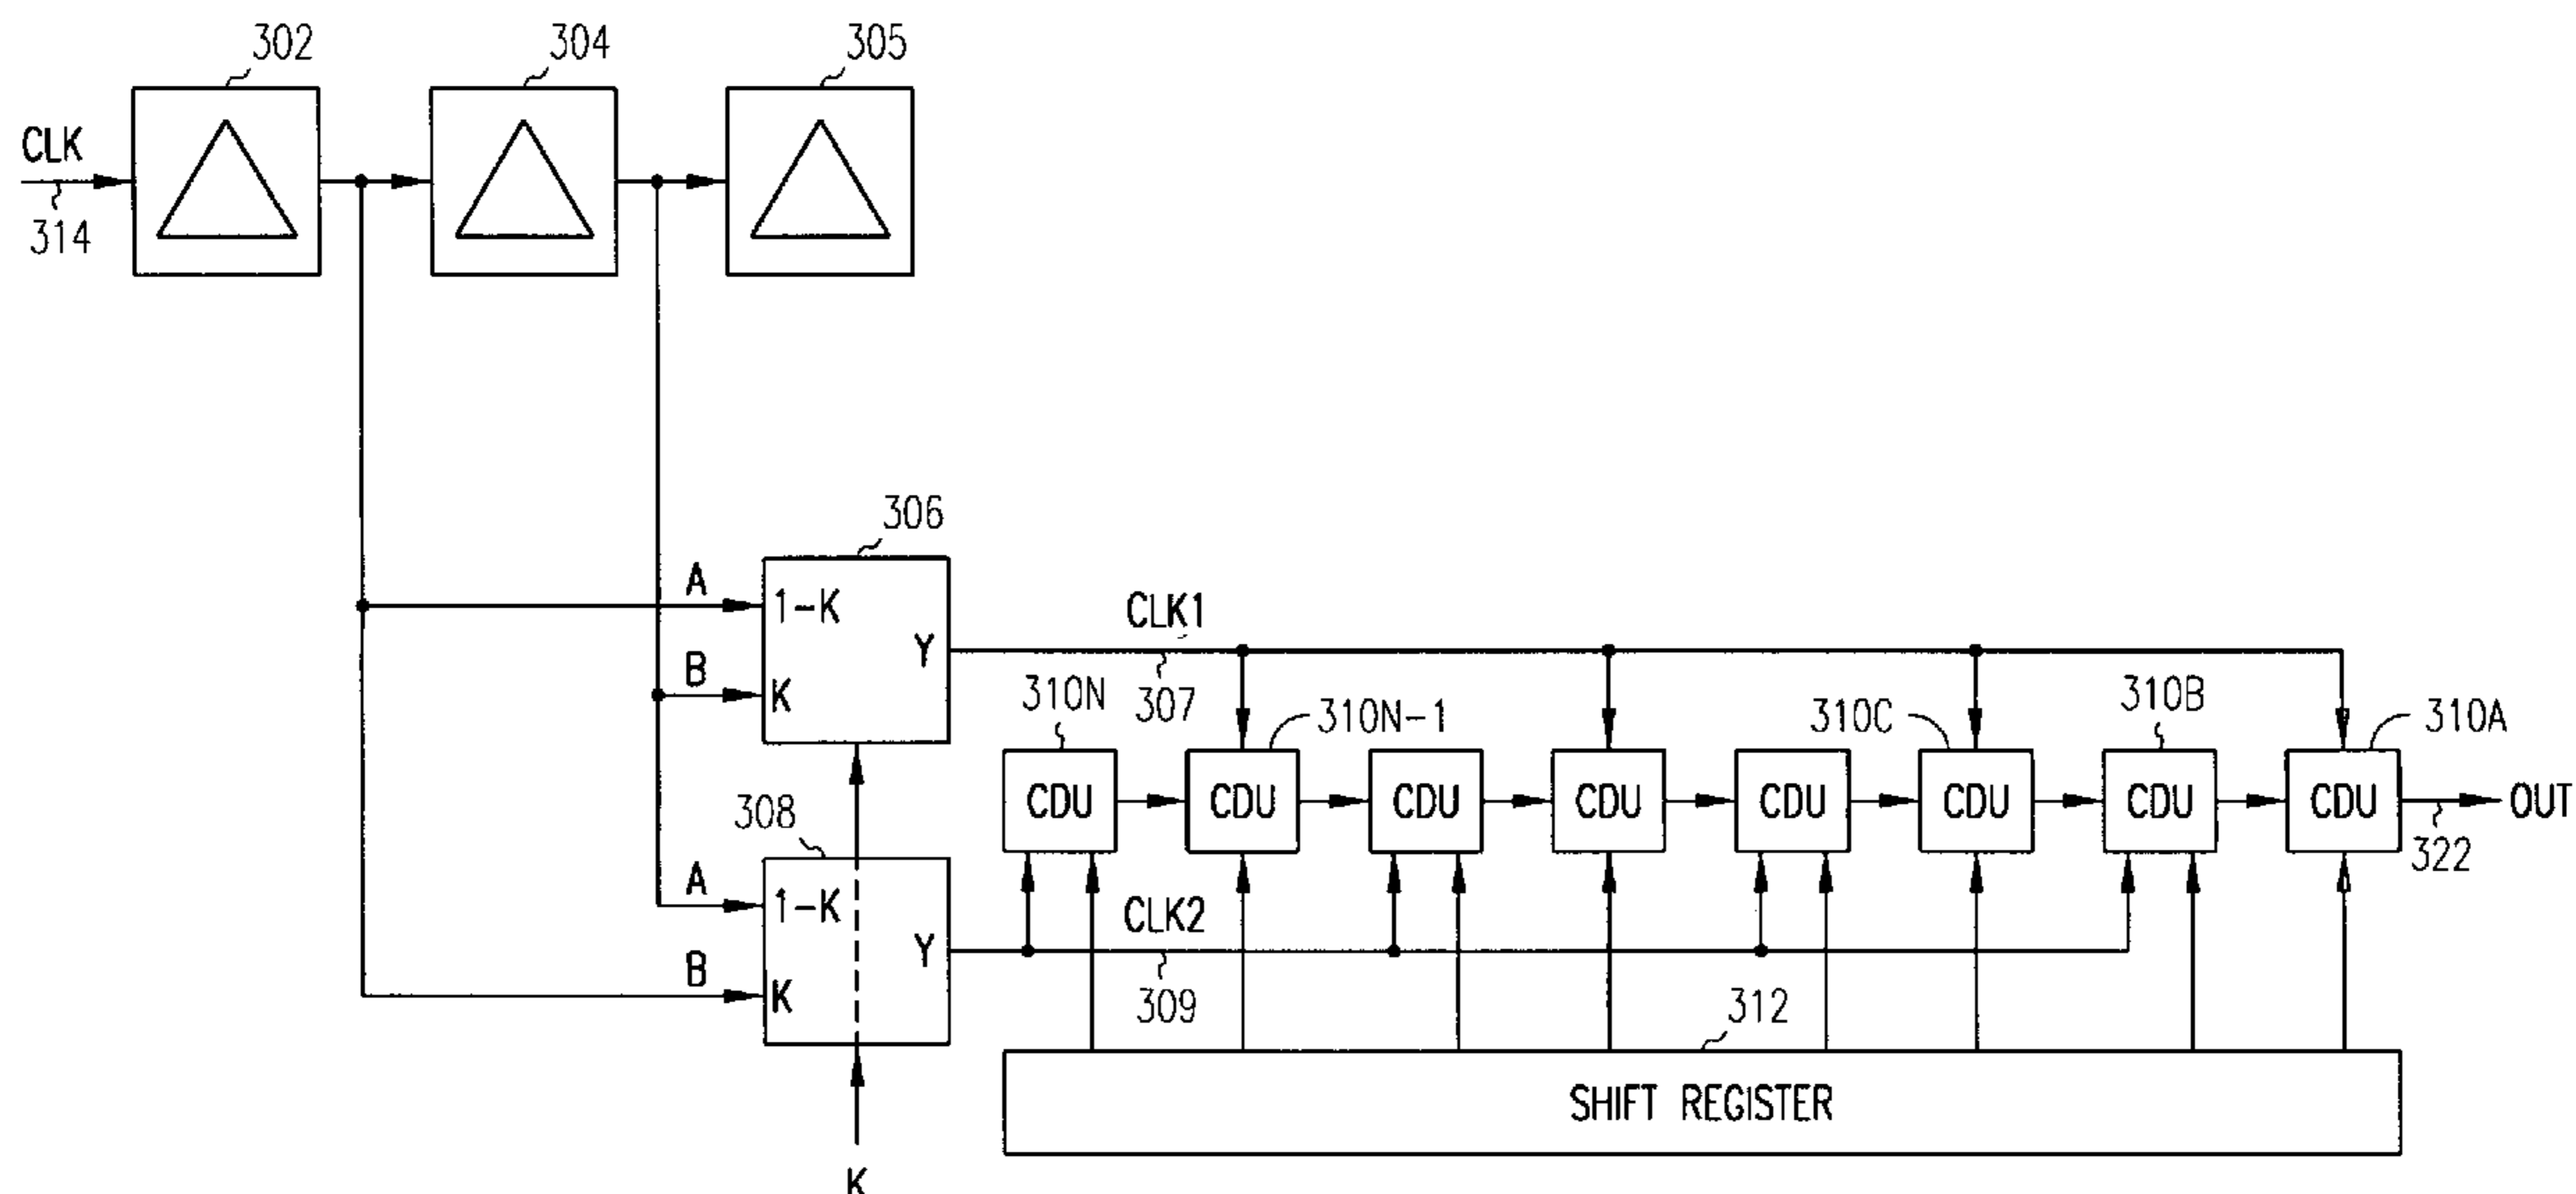 302
304
305
CLK
314
306
A
1-K
CLK1
Y
B
K
307
310N
310N-1
310C
310B
310A
CDU
CDU
CDU
CDU
CDU
CDU
CDU
CDU
OUT
322
308
A
1-K
CLK2
Y
B
K
309
312
SHIFT REGISTER
K